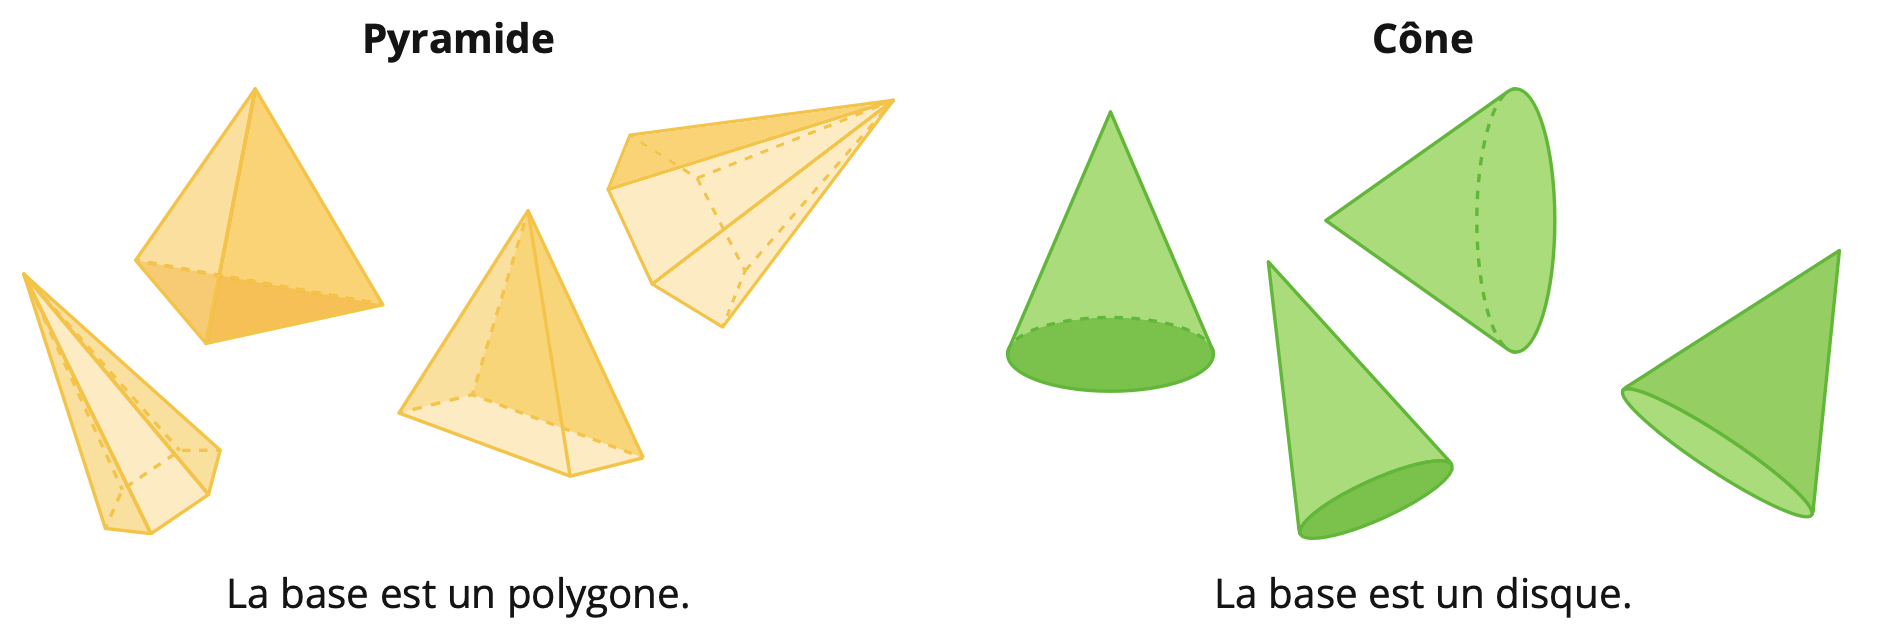 Pyramide
Cône
La base est un polygone.
La base est un disque.